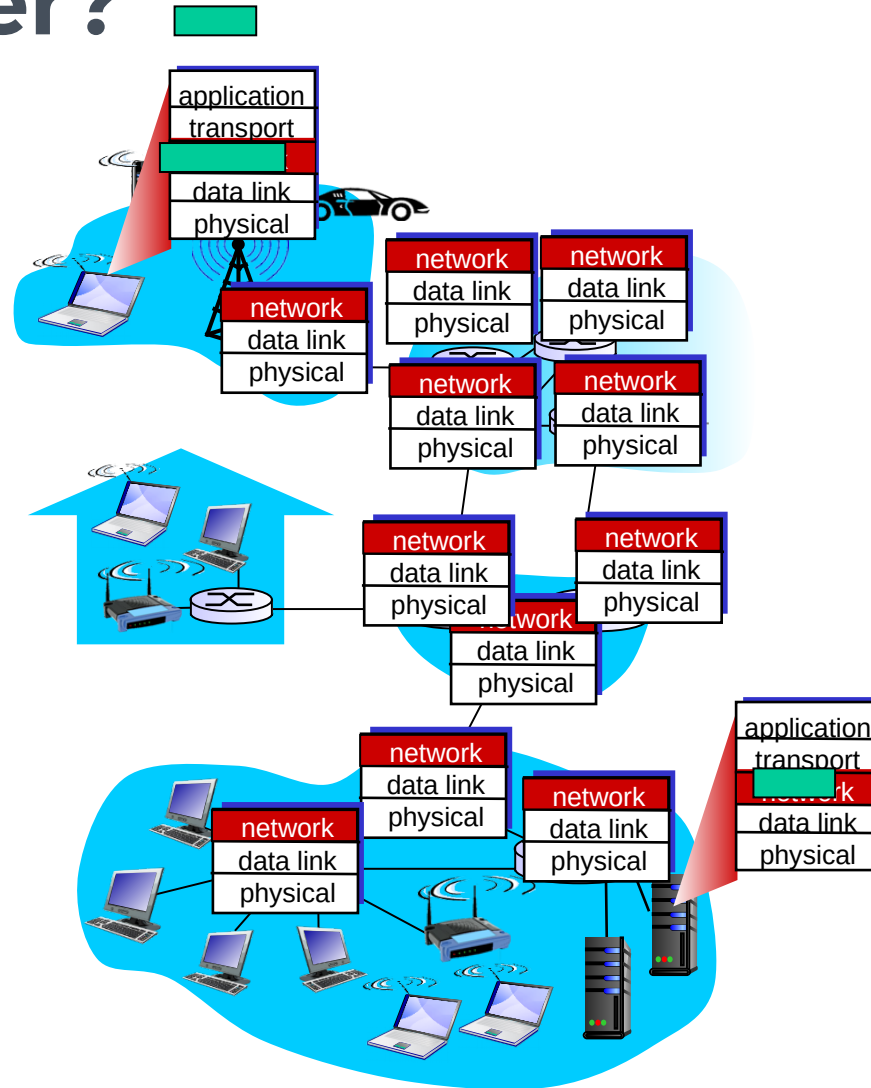 er?
application
transport
data link
physical
network
data link
physical
network
data link
physical
network
data link
physical
network
data link
physical
network
data link
physical
network
data link
physical
network
data link
physical
network
data link
physical
network
data link
physical
network
data link
physical
network
data link
physical
application
transport
data link
physical